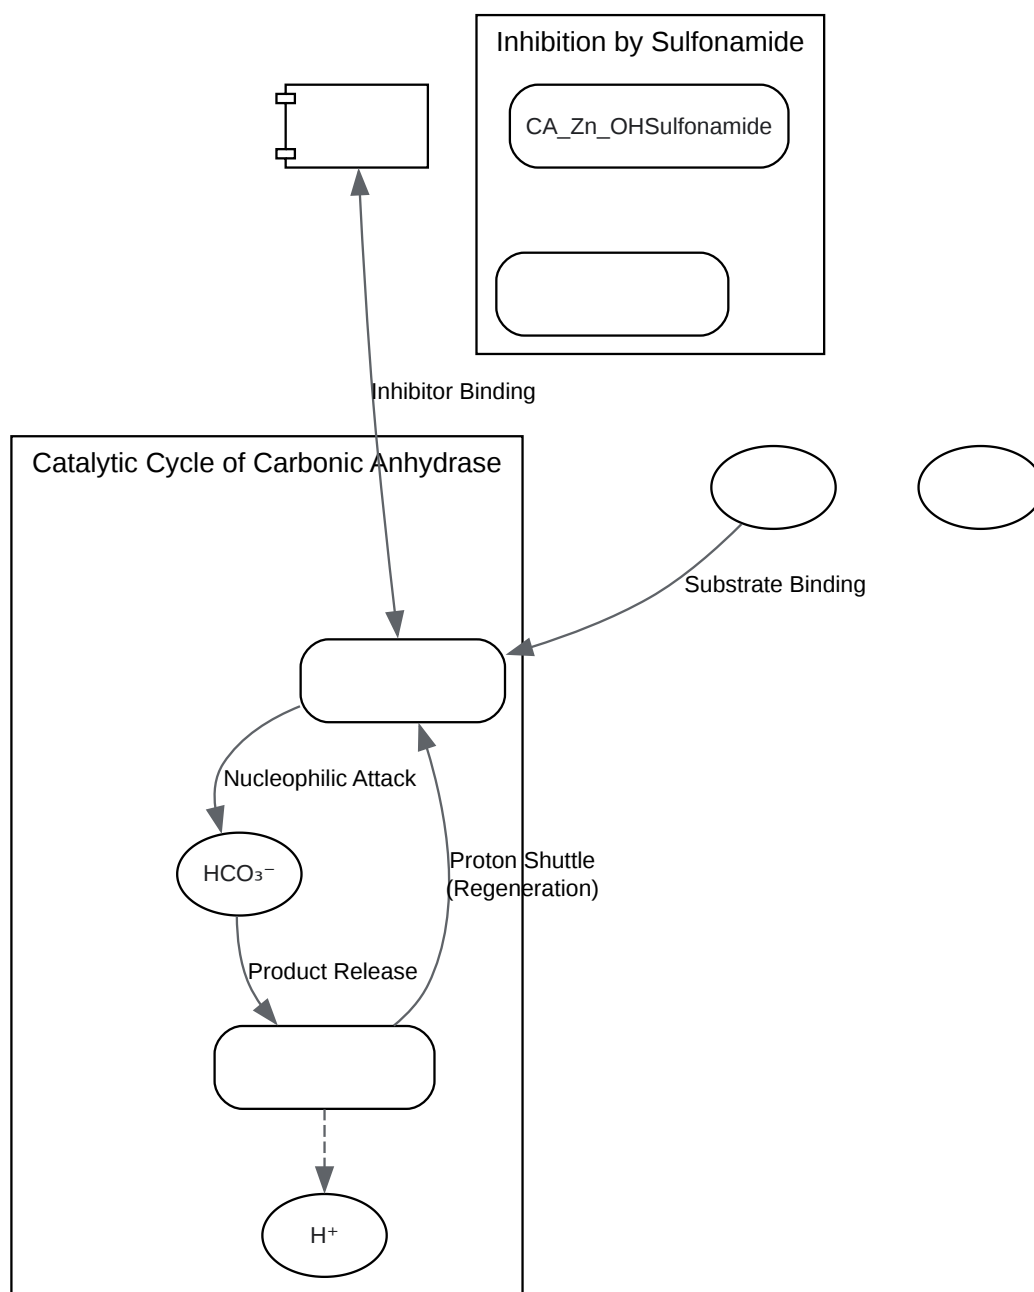 Inhibition by Sulfonamide
CA_Zn_OHSulfonamide
Inhibitor Binding
Catalytic Cycle of Carbonic Anhydrase
Substrate Binding
Nucleophilic Attack
Proton Shuttle
(Regeneration)
HCO₃⁻
Product Release
H⁺